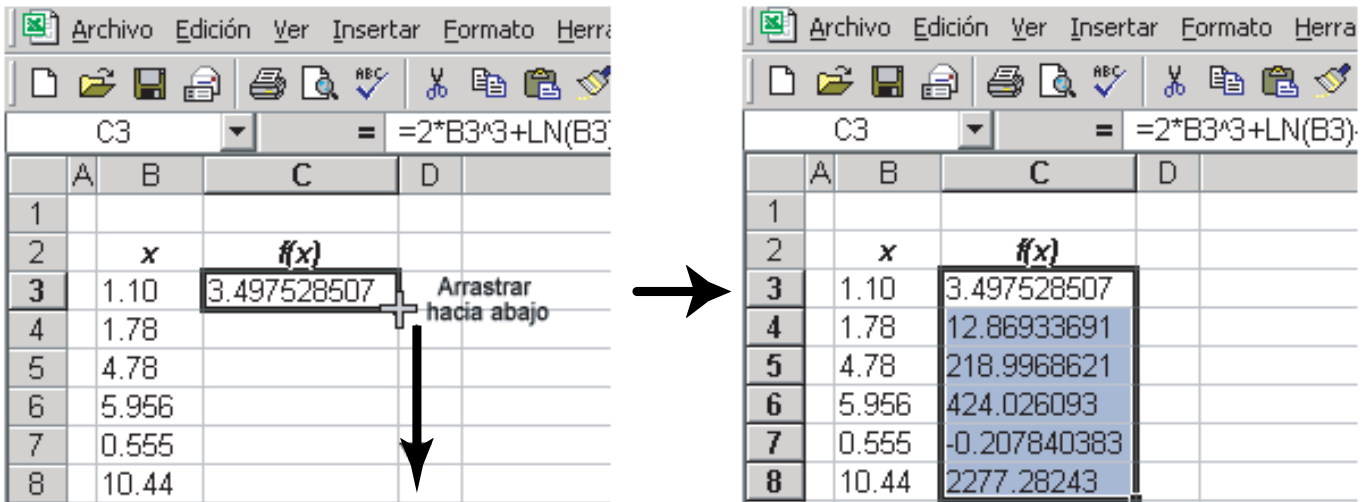 Archivo Edición Ver Insertar Formato Herra
ABC
C3 = =2*B3^3+LN(B3)
A B C D
1
2 x f(x)
3 1.10 3.497528507
Arrastrar
hacia abajo
4 1.78
5 4.78
6 5.956
7 0.555
8 10.44
Archivo Edición Ver Insertar Formato Herra
ABC
C3 = =2*B3^3+LN(B3)-
A B C D
1
2 x f(x)
3 1.10 3.497528507
4 1.78 12.86933691
5 4.78 218.9968621
6 5.956 424.026093
7 0.555 -0.207840383
8 10.44 2277.28243